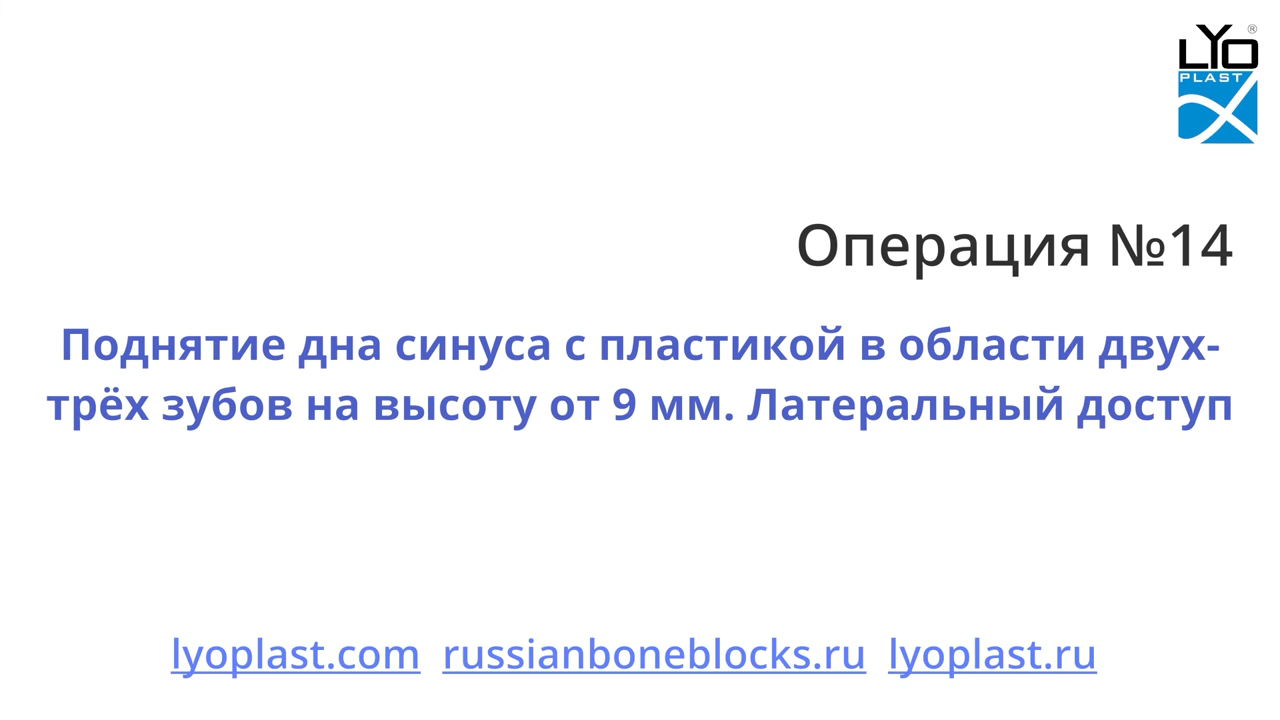 LYO®
PLAST
Операция №14
Поднятие дна синуса с пластикой в области двух-
трёх зубов на высоту от 9 мм. Латеральный доступ
lyoplast.com russianboneblocks.ru lyoplast.ru